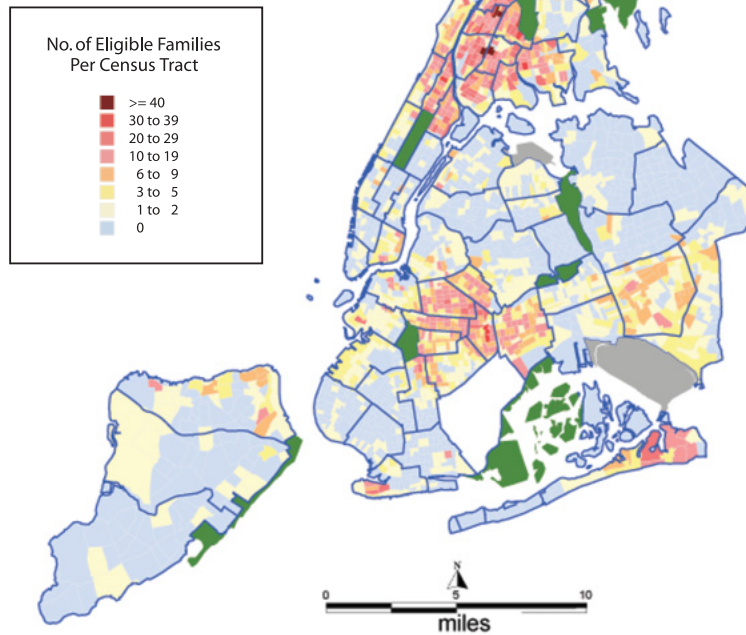 No. of Eligible Families
Per Census Tract
>= 40
30 to 39
20 to 29
10 to 19
6 to 9
3 to 5
1 to 2
0
N
0 5 10
miles